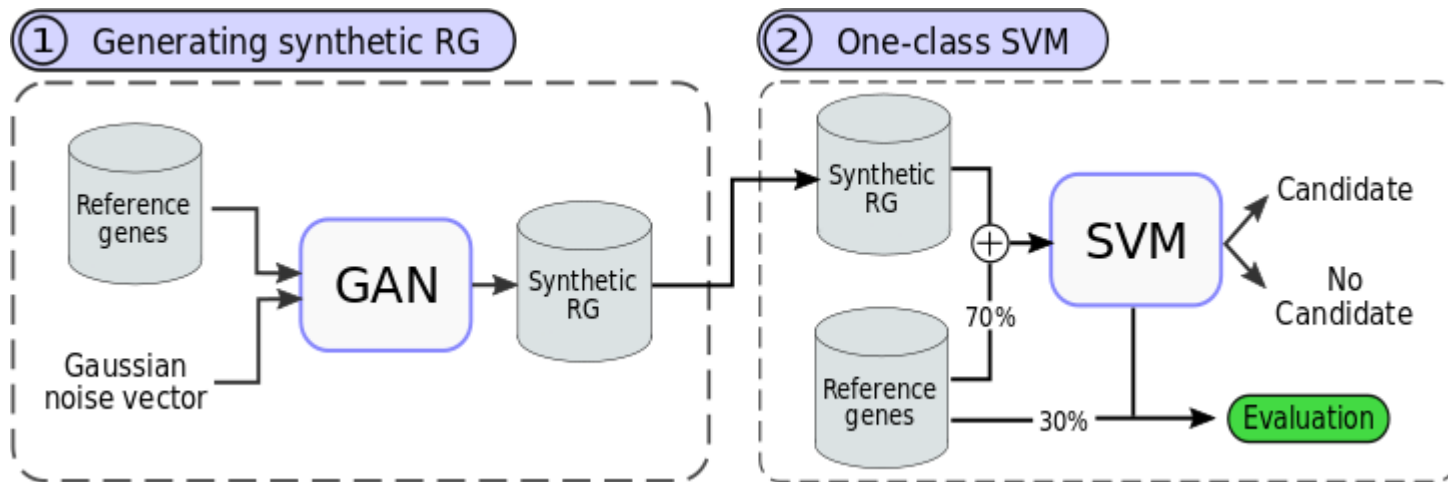 1 Generating synthetic RG
2 One-class SVM
Reference
genes
Gaussian
noise vector
GAN
Synthetic
RG
Synthetic
RG
Reference
genes
70%
30%
SVM
Candidate
No
Candidate
Evaluation